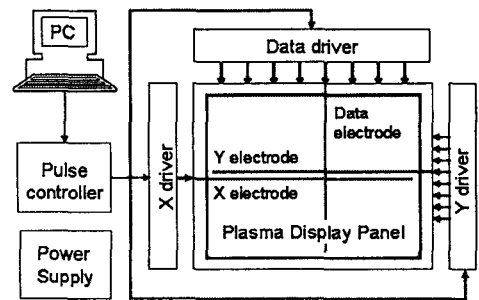 PC
Data driver
Data
electrode
Y electrode
X electrode
Plasma Display Panel
X driver
Y driver
Pulse
controller
Power
Supply